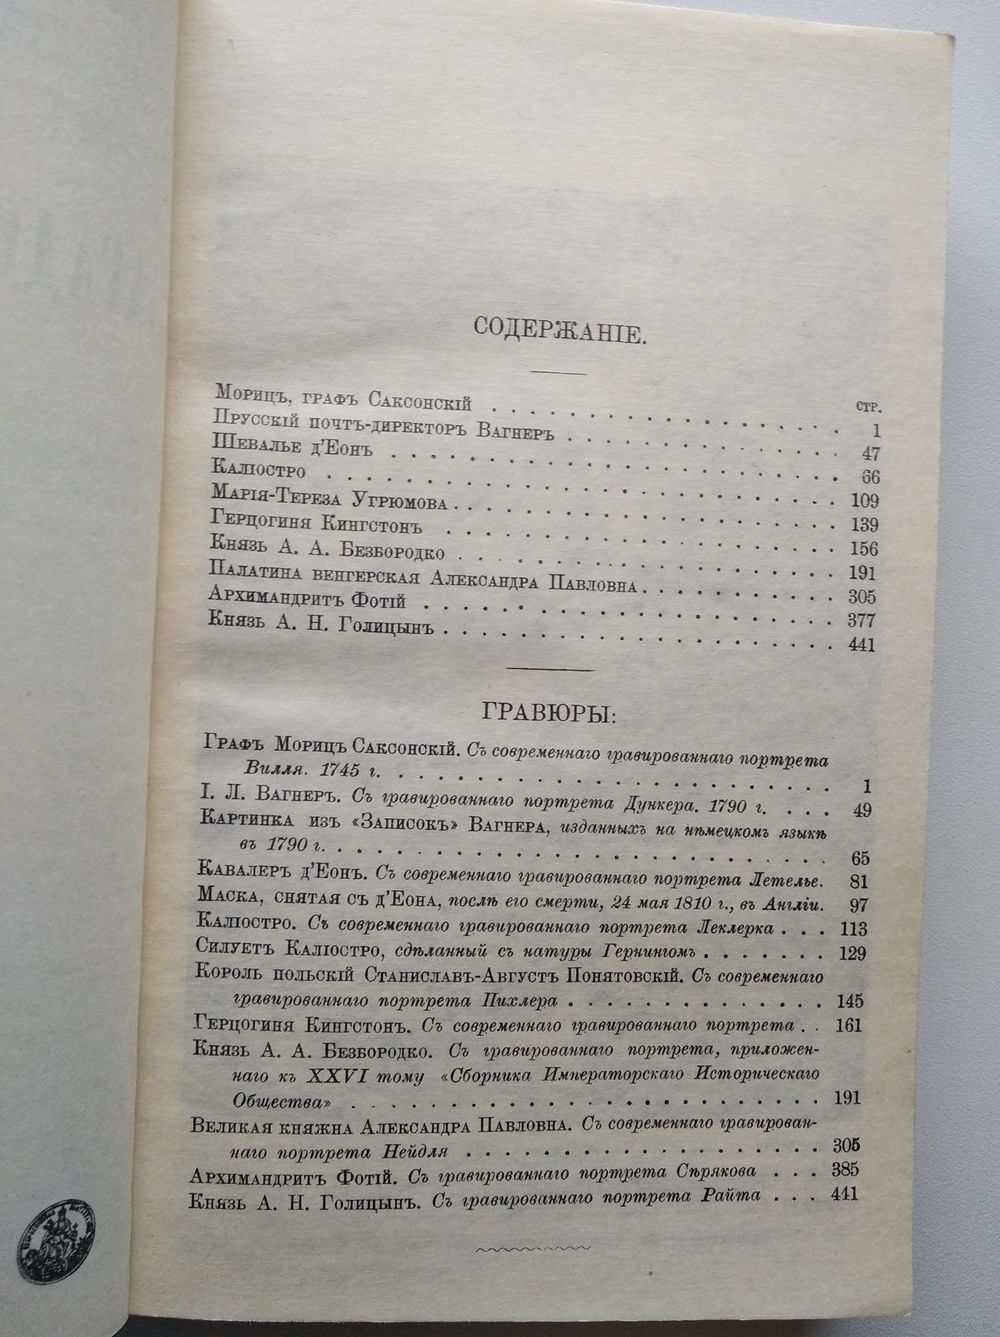 СОДЕРЖАНІЕ.
СТР.
Морицъ, графъ Саксонскій . . . . . . . . . . . . . . . . . 1
Прусскій почтъ-директоръ Вагнеръ . . . . . . . . . . . . . 47
Шевалье д’Еонъ . . . . . . . . . . . . . . . . . . . . . . 66
Каліостро . . . . . . . . . . . . . . . . . . . . . . . . 109
Марія-Тереза Угрюмова . . . . . . . . . . . . . . . . . . 139
Герцогиня Кингстонъ . . . . . . . . . . . . . . . . . . . 156
Князь А. А. Безбородко . . . . . . . . . . . . . . . . . . 191
Палатина венгерская Александра Павловна . . . . . . . . . 305
Архимандритъ Фотій . . . . . . . . . . . . . . . . . . . . 377
Князь А. Н. Голицынъ . . . . . . . . . . . . . . . . . . . 441
ГРАВЮРЫ:
Графъ Морицъ Саксонскій. Съ современнаго гравированнаго портрета
Вилля. 1745 г. . . . . . . . . . . . . . . . . . . . . . 1
І. Л. Вагнеръ. Съ гравированнаго портрета Дункера. 1790 г. . . . 49
Картинка изъ «Записокъ» Вагнера, изданныхъ на нѣмецкомъ языкѣ
въ 1790 г. . . . . . . . . . . . . . . . . . . . . . . . 65
Кавалеръ д’Еонъ. Съ современнаго гравированнаго портрета Летелье. 81
Маска, снятая съ д’Еона, послѣ его смерти, 24 мая 1810 г., въ Англіи. 97
Каліостро. Съ современнаго гравированнаго портрета Леклерка . . . 113
Силуетъ Каліостро, сдѣланный съ натуры Гернингомъ . . . . . . . 129
Король польскій Станиславъ-Августъ Понятовскій. Съ современнаго
гравированнаго портрета Пихлера . . . . . . . . . . . . . 145
Герцогиня Кингстонъ. Съ современнаго гравированнаго портрета . . 161
Князь А. А. Безбородко. Съ гравированнаго портрета, приложен-
наго къ XXVI тому «Сборника Императорскаго Историческаго
Общества» . . . . . . . . . . . . . . . . . . . . . . . . 191
Великая княжна Александра Павловна. Съ современнаго гравирован-
наго портрета Нейдля . . . . . . . . . . . . . . . . . . 305
Архимандритъ Фотій. Съ гравированнаго портрета Сѣрякова . . . 385
Князь А. Н. Голицынъ. Съ гравированнаго портрета Райта . . . 441